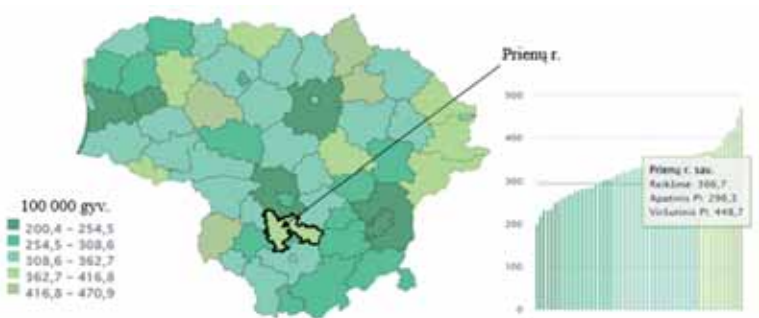 Prienų r.
100 000 gyv.
200,4 – 254,5
254,5 – 308,6
308,6 – 362,7
362,7 – 416,8
416,8 – 470,9
500
400
300
200
100
0
Prienų r. sav.
Reikšmė: 366,7
Apatinis PI: 296,3
Viršutinis PI: 448,7